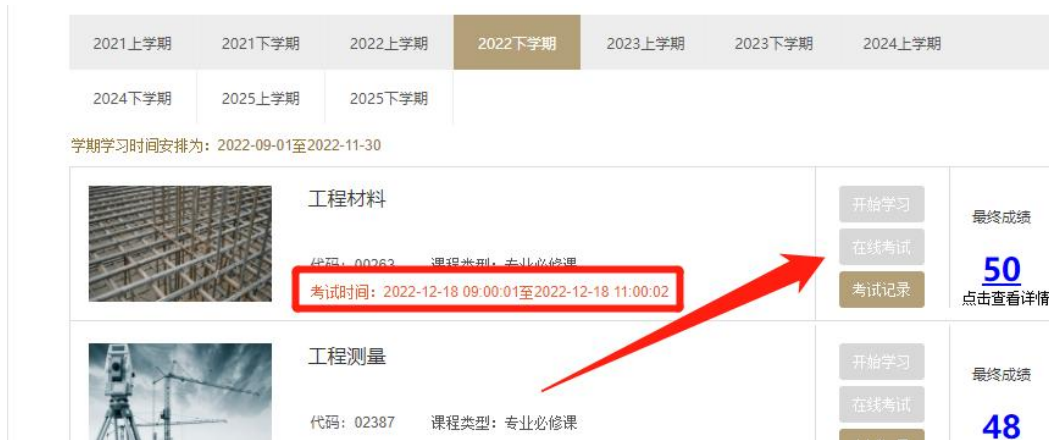 2021上学期 2021下学期 2022上学期 2022下学期 2023上学期 2023下学期 2024上学期
2024下学期 2025上学期 2025下学期
学期学习时间安排为：2022-09-01至2022-11-30
工程材料
代码：00263 课程类型：专业必修课
考试时间：2022-12-18 09:00:01至2022-12-18 11:00:02
开始学习
在线考试
考试记录
最终成绩
50
点击查看详情
工程测量
代码：02387 课程类型：专业必修课
开始学习
在线考试
最终成绩
48